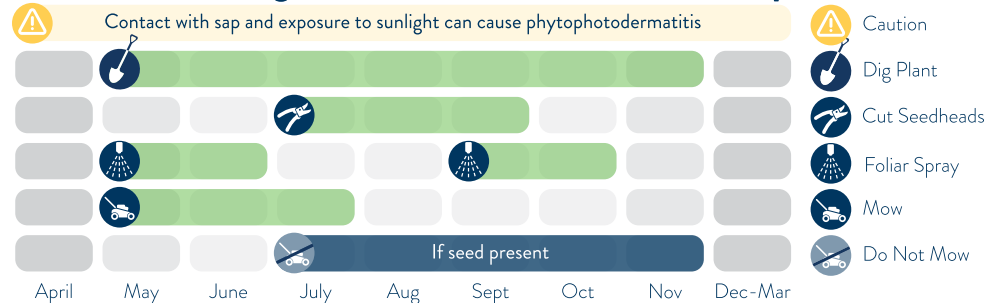 Contact with sap and exposure to sunlight can cause phytophotodermatitis
Caution
Dig Plant
Cut Seedheads
Foliar Spray
Mow
If seed present
Do Not Mow
April May June July Aug Sept Oct Nov Dec-Mar